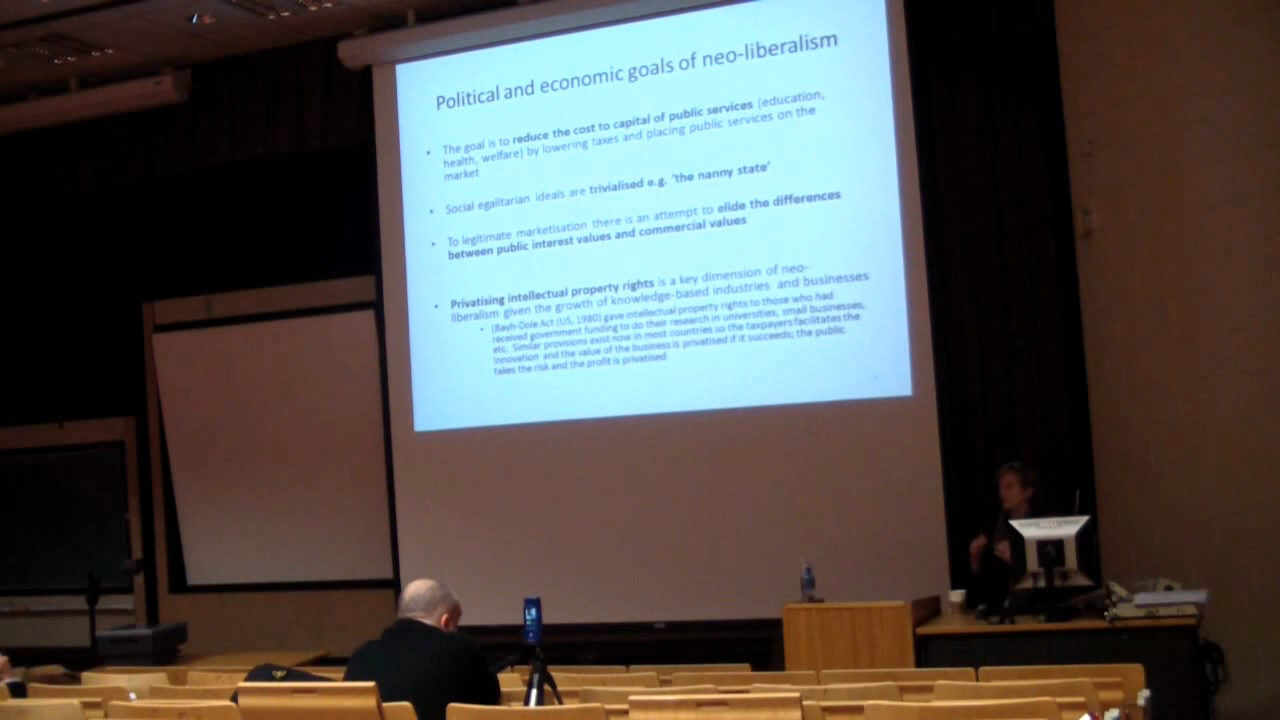 Political and economic goals of neo-liberalism
• The goal is to reduce the cost to capital of public services (education,
health, welfare) by lowering taxes and placing public services on the
market
• Social egalitarian ideals are trivialised e.g. 'the nanny state'
• To legitimate marketisation there is an attempt to elide the differences
between public interest values and commercial values
• Privatising intellectual property rights is a key dimension of neo-
liberalism given the growth of knowledge-based industries and businesses
• (Bayh-Dole Act (US, 1980) gave intellectual property rights to those who had
received government funding to do their research in universities, small businesses,
etc. Similar provisions exist now in most countries so the taxpayers facilitates the
innovation and the value of the business is privatised if it succeeds; the public
takes the risk and the profit is privatised